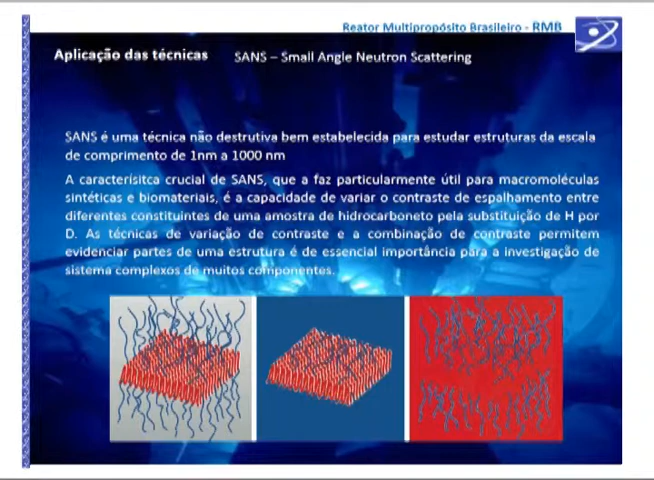 Reator Multipropósito Brasileiro - RMB
Aplicação das técnicas SANS – Small Angle Neutron Scattering
SANS é uma técnica não destrutiva bem estabelecida para estudar estruturas da escala
de comprimento de 1nm a 1000 nm
A caracterísitca crucial de SANS, que a faz particularmente útil para macromoléculas
sintéticas e biomateriais, é a capacidade de variar o contraste de espalhamento entre
diferentes constituintes de uma amostra de hidrocarboneto pela substituição de H por
D. As técnicas de variação de contraste e a combinação de contraste permitem
evidenciar partes de uma estrutura é de essencial importância para a investigação de
sistema complexos de muitos componentes.